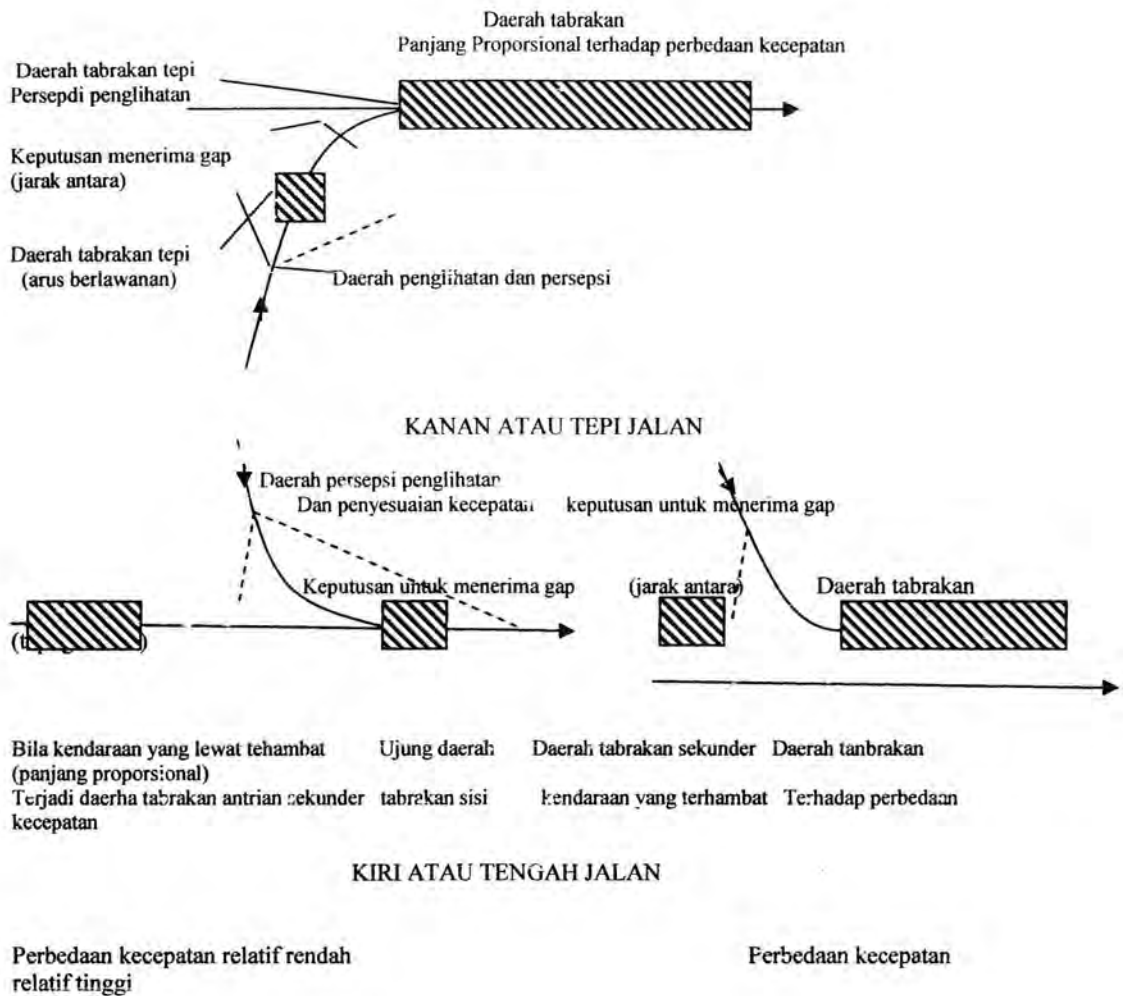 Daerah tabrakan
Panjang Proporsional terhadap perbedaan kecepatan
Daerah tabrakan tepi
Persepdi penglihatan
Keputusan menerima gap
(jarak antara)
Daerah tabrakan tepi
(arus berlawanan)
Daerah penglihatan dan persepsi
KANAN ATAU TEPI JALAN
Daerah persepsi penglihatan
Dan penyesuaian kecepatan keputusan untuk menerima gap
Keputusan untuk menerima gap (jarak antara) Daerah tabrakan
Bila kendaraan yang lewat tehambat Ujung daerah Daerah tabrakan sekunder Daerah tanbrakan
(panjang proporsional)
Terjadi daerha tabrakan antrian sekunder tabrakan sisi kendaraan yang terhambat Terhadap perbedaan
kecepatan
KIRI ATAU TENGAH JALAN
Perbedaan kecepatan relatif rendah Perbedaan kecepatan
relatif tinggi